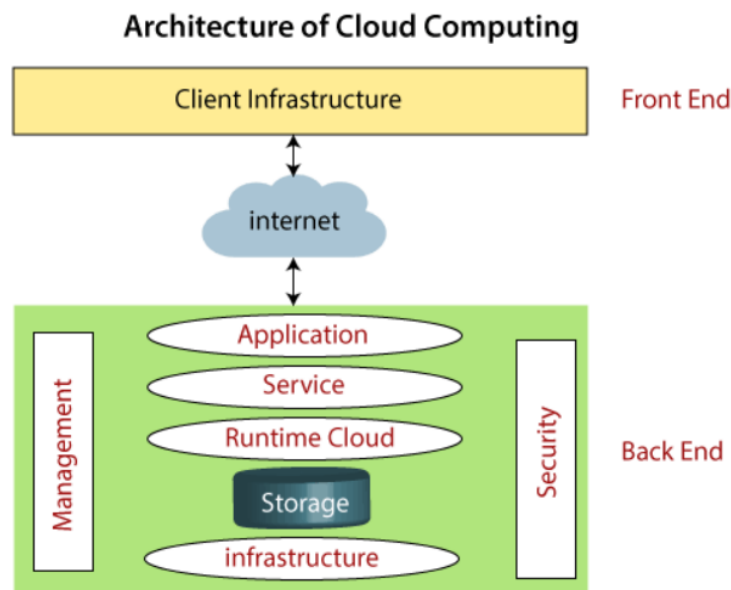 Architecture of Cloud Computing
Client Infrastructure
Front End
internet
Application
Service
Runtime Cloud
Storage
infrastructure
Management
Security
Back End